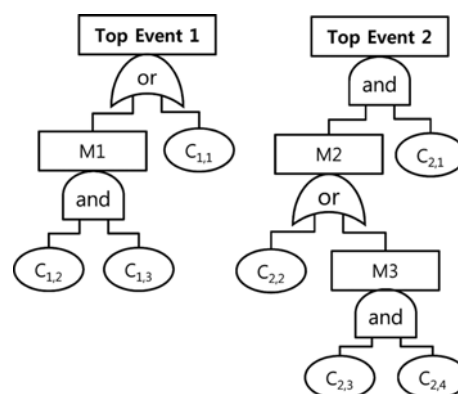 Top Event 1
or
M1
C1,1
and
C1,2
C1,3
Top Event 2
and
M2
C2,1
or
C2,2
M3
and
C2,3
C2,4